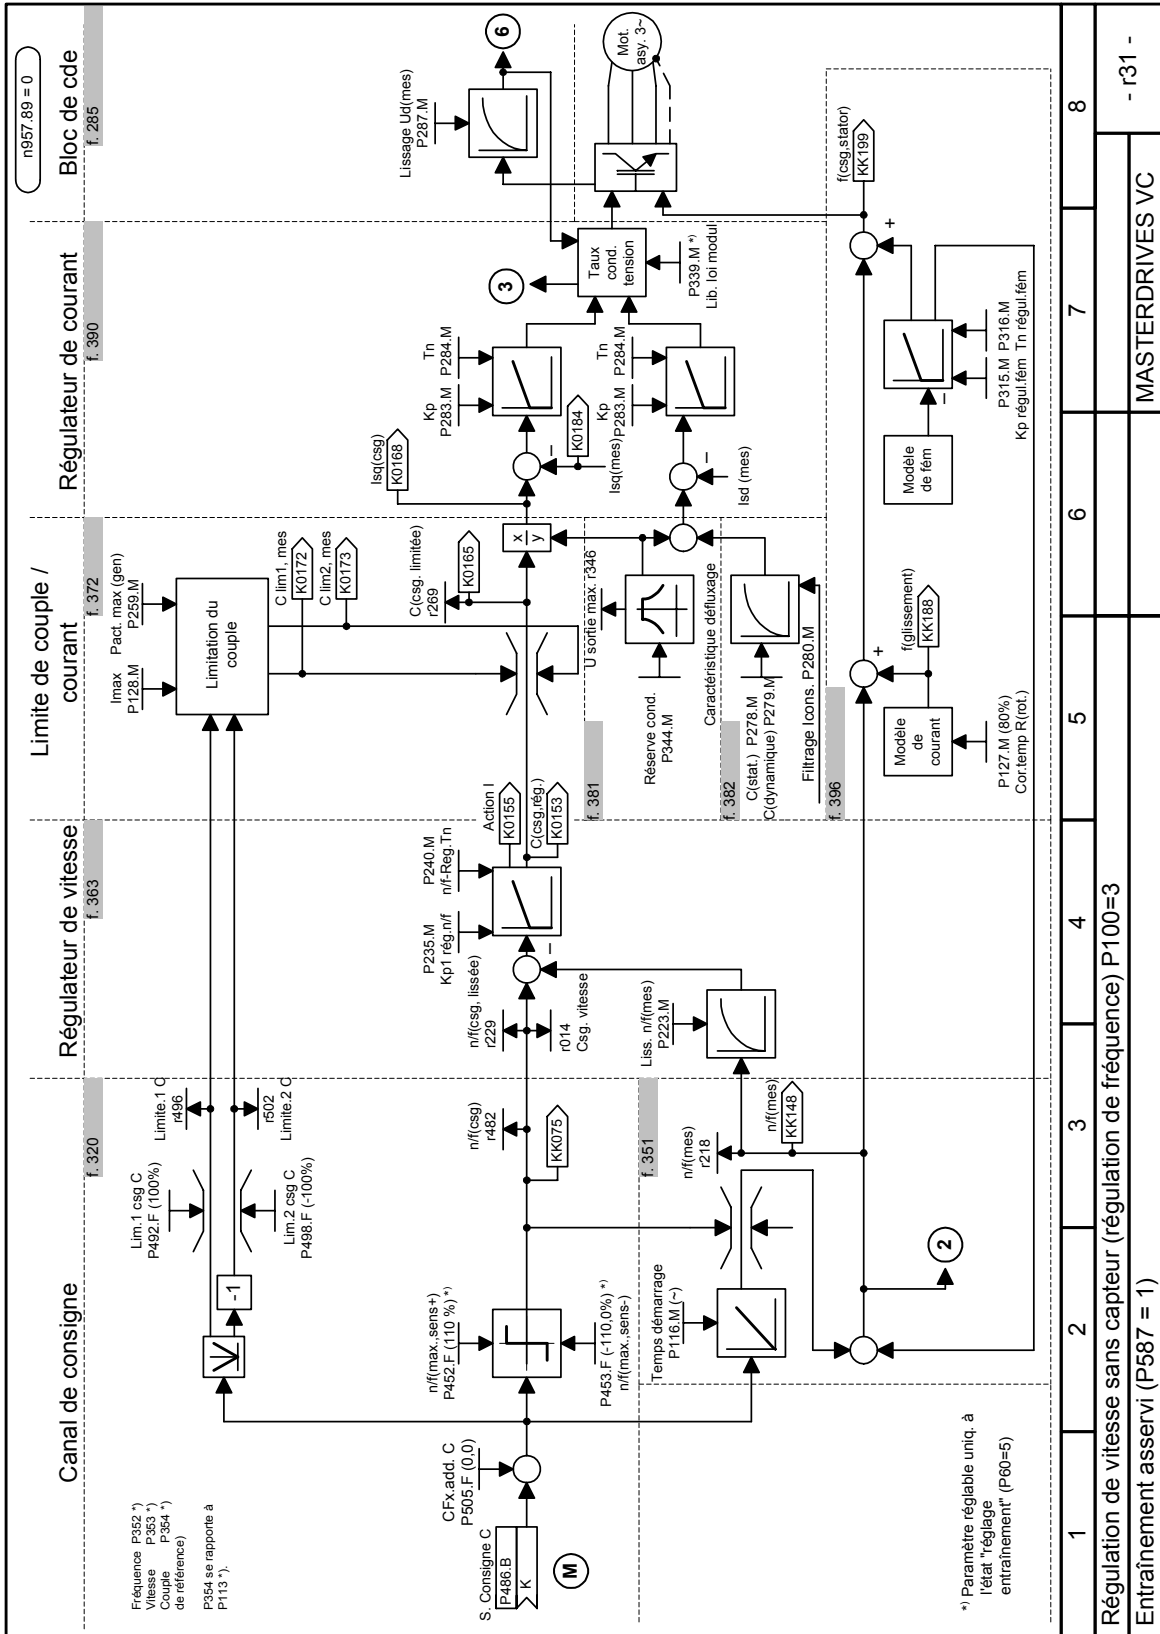 n957.89 = 0
Canal de consigne
f. 320
Régulateur de vitesse
f. 363
Limite de couple /
courant
f. 372
Régulateur de courant
f. 390
Bloc de cde
f. 285
Fréquence P352 *)
Vitesse P353 *)
Couple P354 *)
de référence)
P354 se rapporte à
P113 *).
Lim.1 csg C
P492.F (100%)
Limite.1 C
r496
-1
Lim.2 csg C
P498.F (-100%)
r502
Limite.2 C
Imax
P128.M
Pact. max (gen)
P259.M
Limitation du
couple
C lim1, mes
K0172
C lim2, mes
K0173
S. Consigne C
P486.B
K
M
CFx.add. C
P505.F (0,0)
n/f(max.,sens+)
P452.F (110 %) *)
P453.F (-110,0%) *)
n/f(max.,sens-)
n/f(csg)
r482
KK075
n/f(csg, lissée)
r229
r014
Csg. vitesse
P235.M
Kp1 rég.n/f
P240.M
n/f-Reg.Tn
Action I
K0155
C(csg,rég.)
K0153
C(csg. limitée)
r269
K0165
x
y
Isq(csg)
K0168
Kp
P283.M
Tn
P284.M
K0184
Isq(mes)
Kp
P283.M
Tn
P284.M
Isd (mes)
3
Taux
cond.
tension
P339.M *)
Lib. loi modul
Lissage Ud(mes)
P287.M
6
Mot.
asy. 3~
f. 381
U sortie max. r346
Réserve cond.
P344.M
f. 382
Caractéristique défluxage
C(stat.) P278.M
C(dynamique) P279.M
Filtrage Icons. P280.M
f. 351
Temps démarrage
P116.M (~)
n/f(mes)
r218
n/f(mes)
KK148
Liss. n/f(mes)
P223.M
2
f. 396
Modèle
de
courant
P127.M (80%)
Cor.temp R(rot.)
f(glissement)
KK188
+
Modèle
de fém
P315.M P316.M
Kp régul.fém Tn régul.fém
+
f(csg,stator)
KK199
*) Paramètre réglable uniq. à
l'état "réglage
entraînement" (P60=5)
1 2 3 4 5 6 7 8
Régulation de vitesse sans capteur (régulation de fréquence) P100=3
Entraînement asservi (P587 = 1)
MASTERDRIVES VC
- r31 -